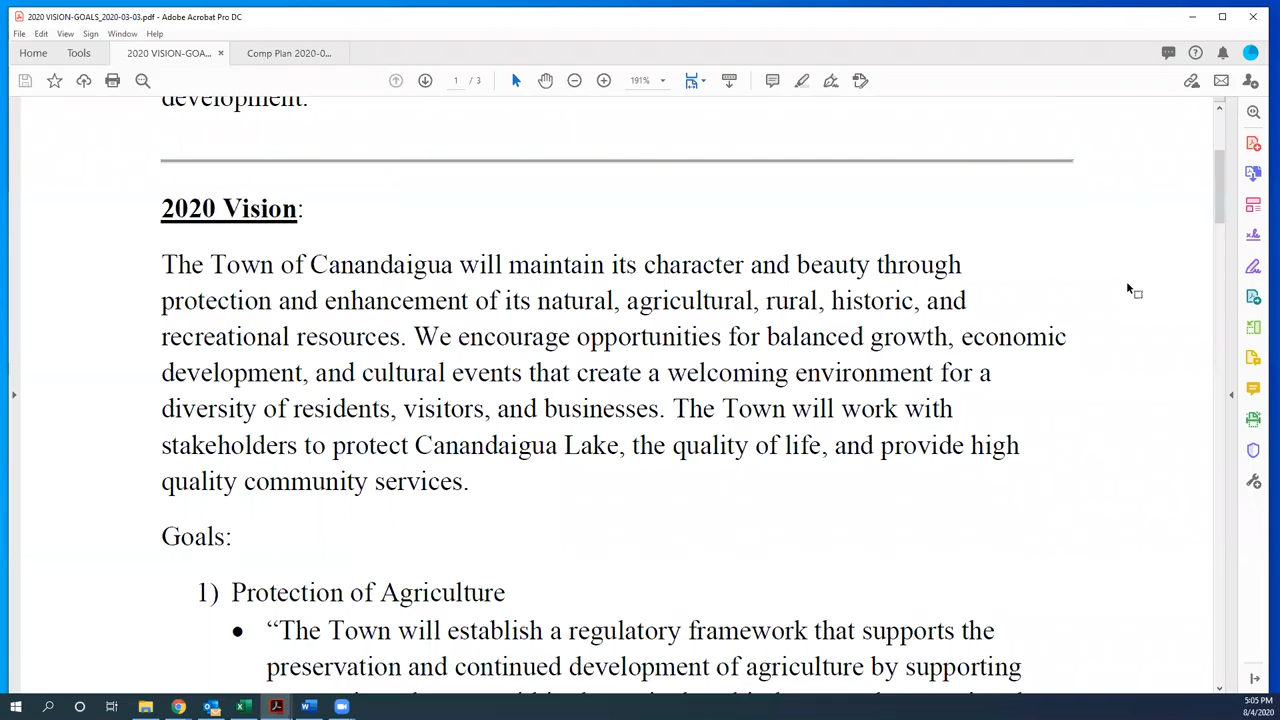 2020 VISION-GOALS_2020-03-03.pdf - Adobe Acrobat Pro DC
File Edit View Sign Window Help
Home Tools 2020 VISION-GOA... × Comp Plan 2020-0...
1 / 3 191%
development.
2020 Vision:
The Town of Canandaigua will maintain its character and beauty through
protection and enhancement of its natural, agricultural, rural, historic, and
recreational resources. We encourage opportunities for balanced growth, economic
development, and cultural events that create a welcoming environment for a
diversity of residents, visitors, and businesses. The Town will work with
stakeholders to protect Canandaigua Lake, the quality of life, and provide high
quality community services.
Goals:
1) Protection of Agriculture
• “The Town will establish a regulatory framework that supports the
preservation and continued development of agriculture by supporting
5:05 PM
8/4/2020